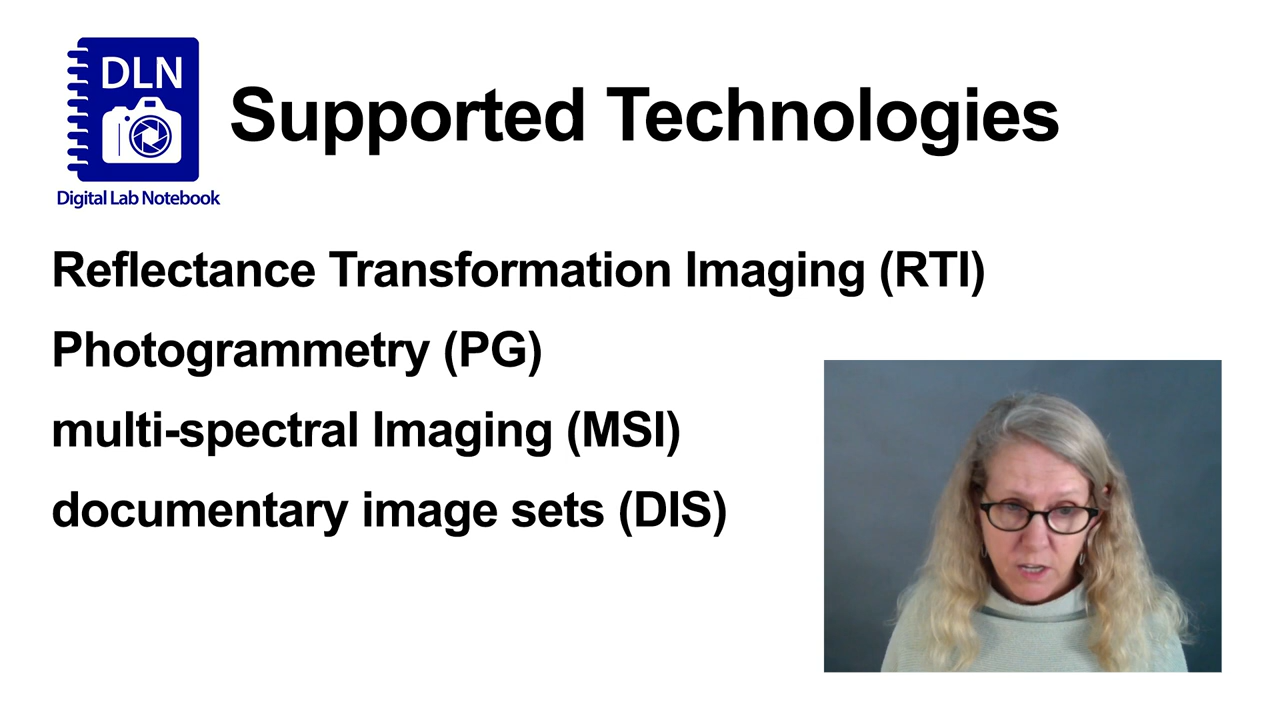 DLN
Digital Lab Notebook
Supported Technologies
Reflectance Transformation Imaging (RTI)
Photogrammetry (PG)
multi-spectral Imaging (MSI)
documentary image sets (DIS)